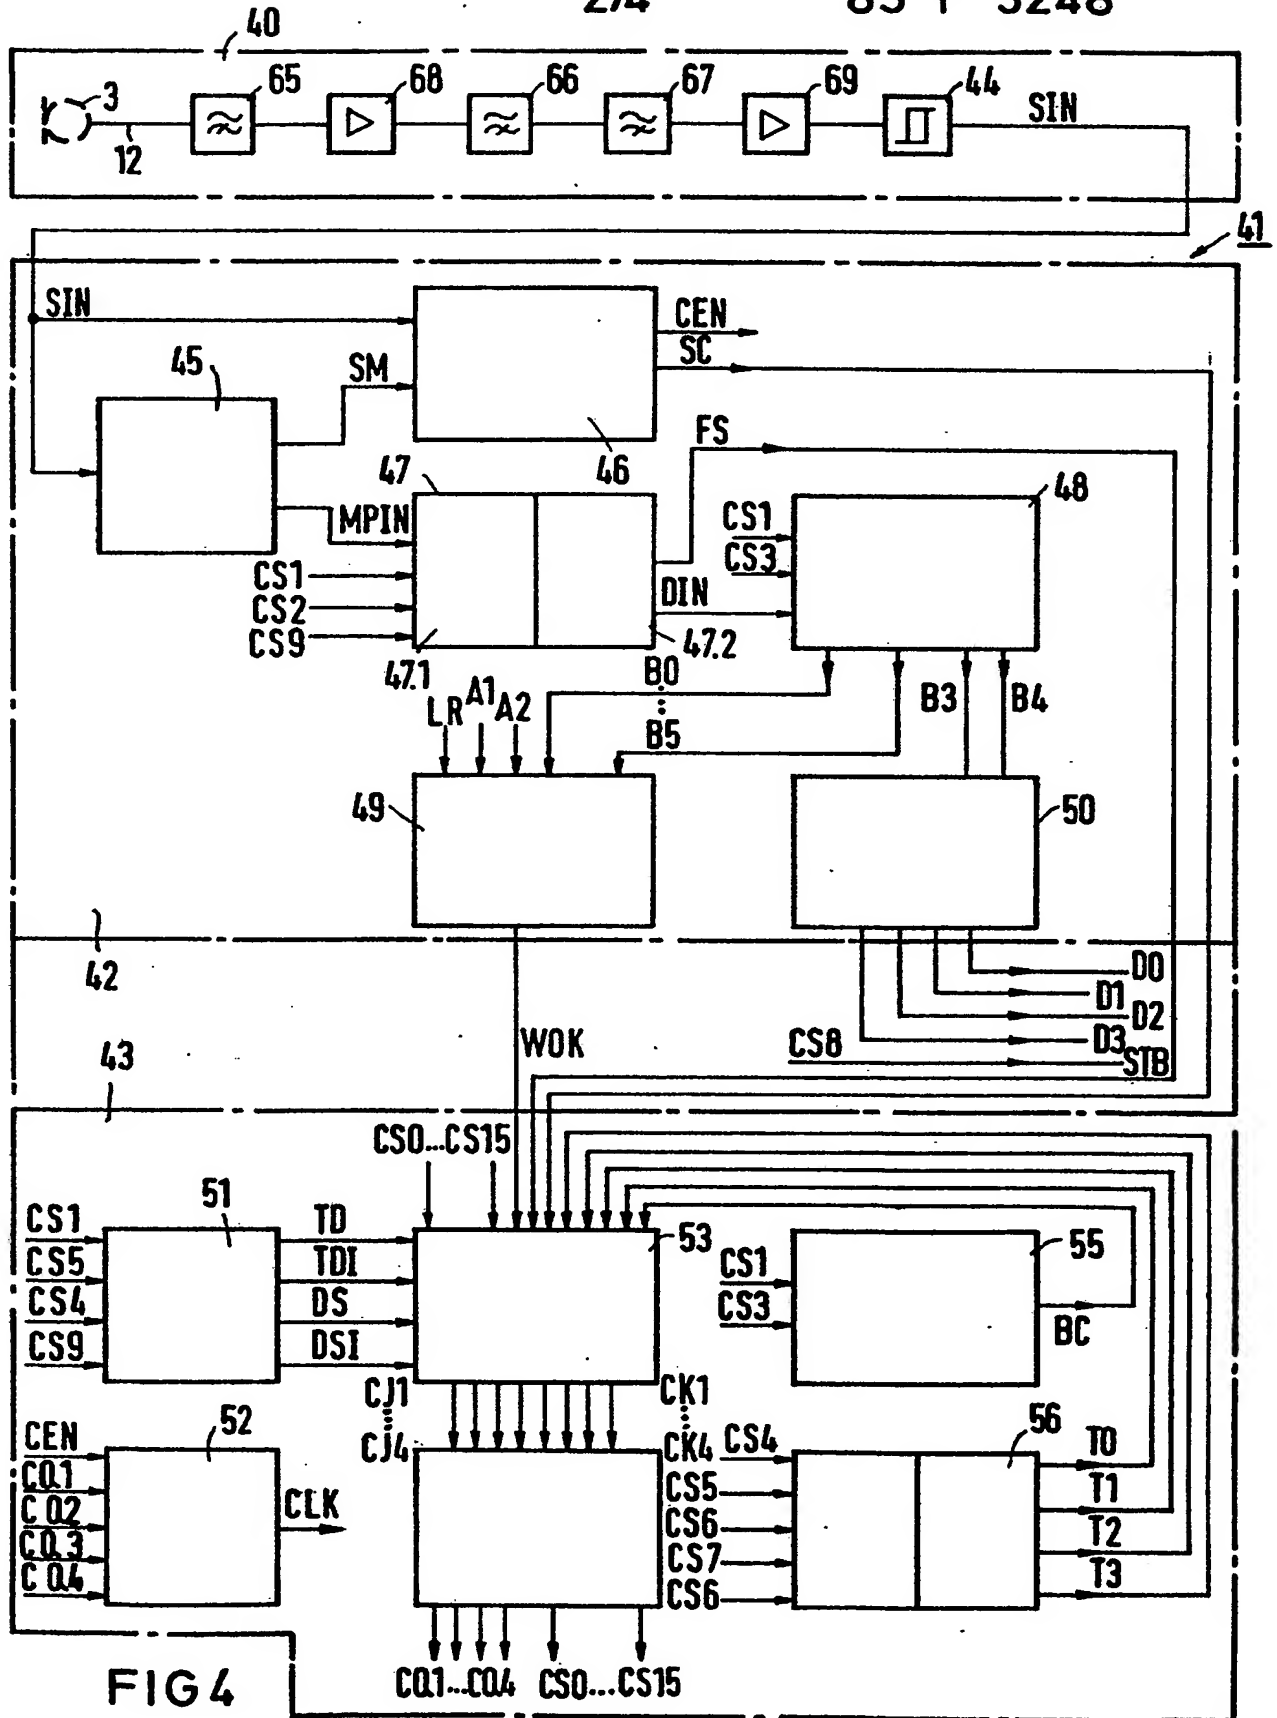 2/4 85 P 3248
40
3
65
68
66
67
69
44
SIN
12
41
SIN
CEN
SC
45
SM
46
FS
47
48
MPIN
CS1
CS3
CS1
CS2
CS9
DIN
47.1
47.2
B0
B5
LR A1 A2
B3 B4
49
50
42
D0
D1
D2
D3
CS8
STB
WOK
43
CS0...CS15
51
CS1
CS5
CS4
CS9
TD
TDI
DS
DSI
53
CS1
CS3
55
BC
CJ1
CJ4
CK1
CK4
52
CEN
CQ1
CQ2
CQ3
CQ4
CLK
CS4
CS5
CS6
CS7
CS6
56
T0
T1
T2
T3
CQ1...CQ4 CS0...CS15
FIG 4